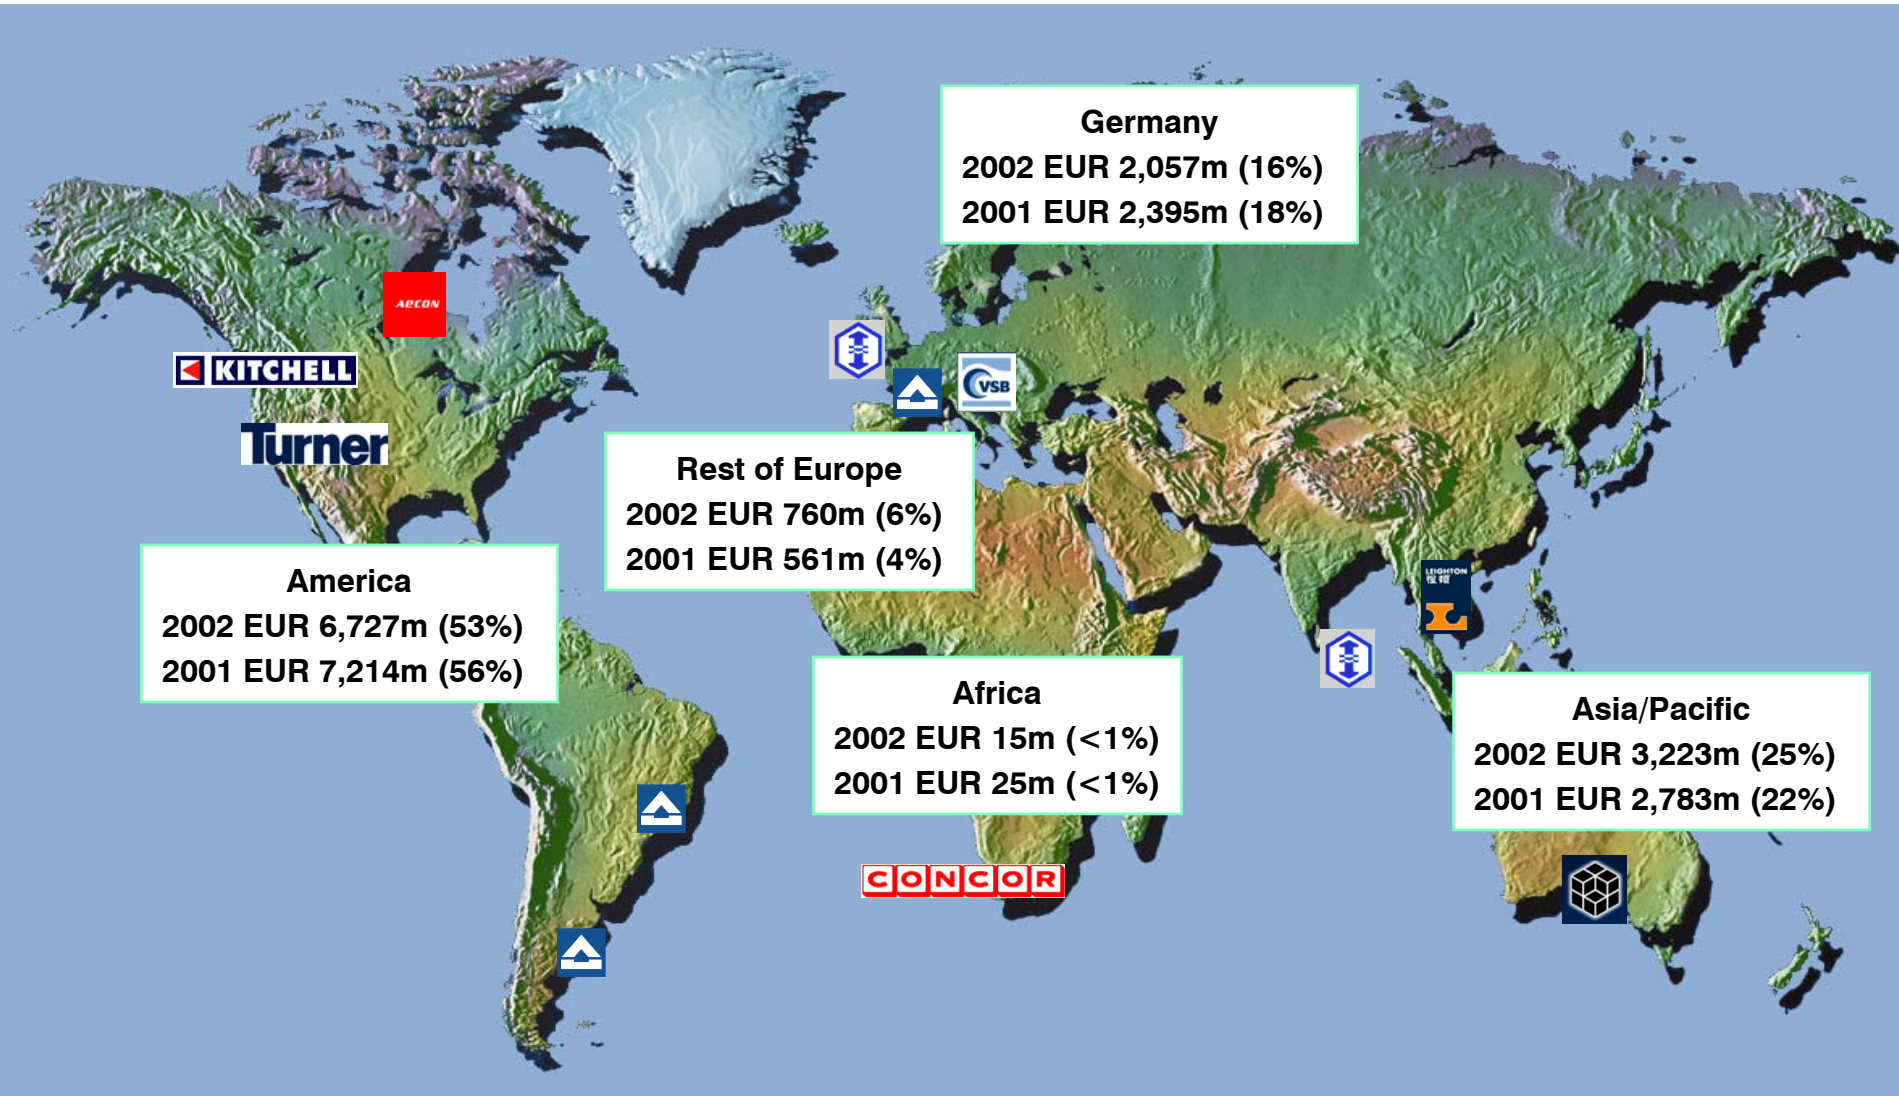 Germany
2002 EUR 2,057m (16%)
2001 EUR 2,395m (18%)
AECON
KITCHELL
VSB
Turner
Rest of Europe
2002 EUR 760m (6%)
2001 EUR 561m (4%)
America
2002 EUR 6,727m (53%)
2001 EUR 7,214m (56%)
LEIGHTON
Africa
2002 EUR 15m (<1%)
2001 EUR 25m (<1%)
Asia/Pacific
2002 EUR 3,223m (25%)
2001 EUR 2,783m (22%)
CONCOR